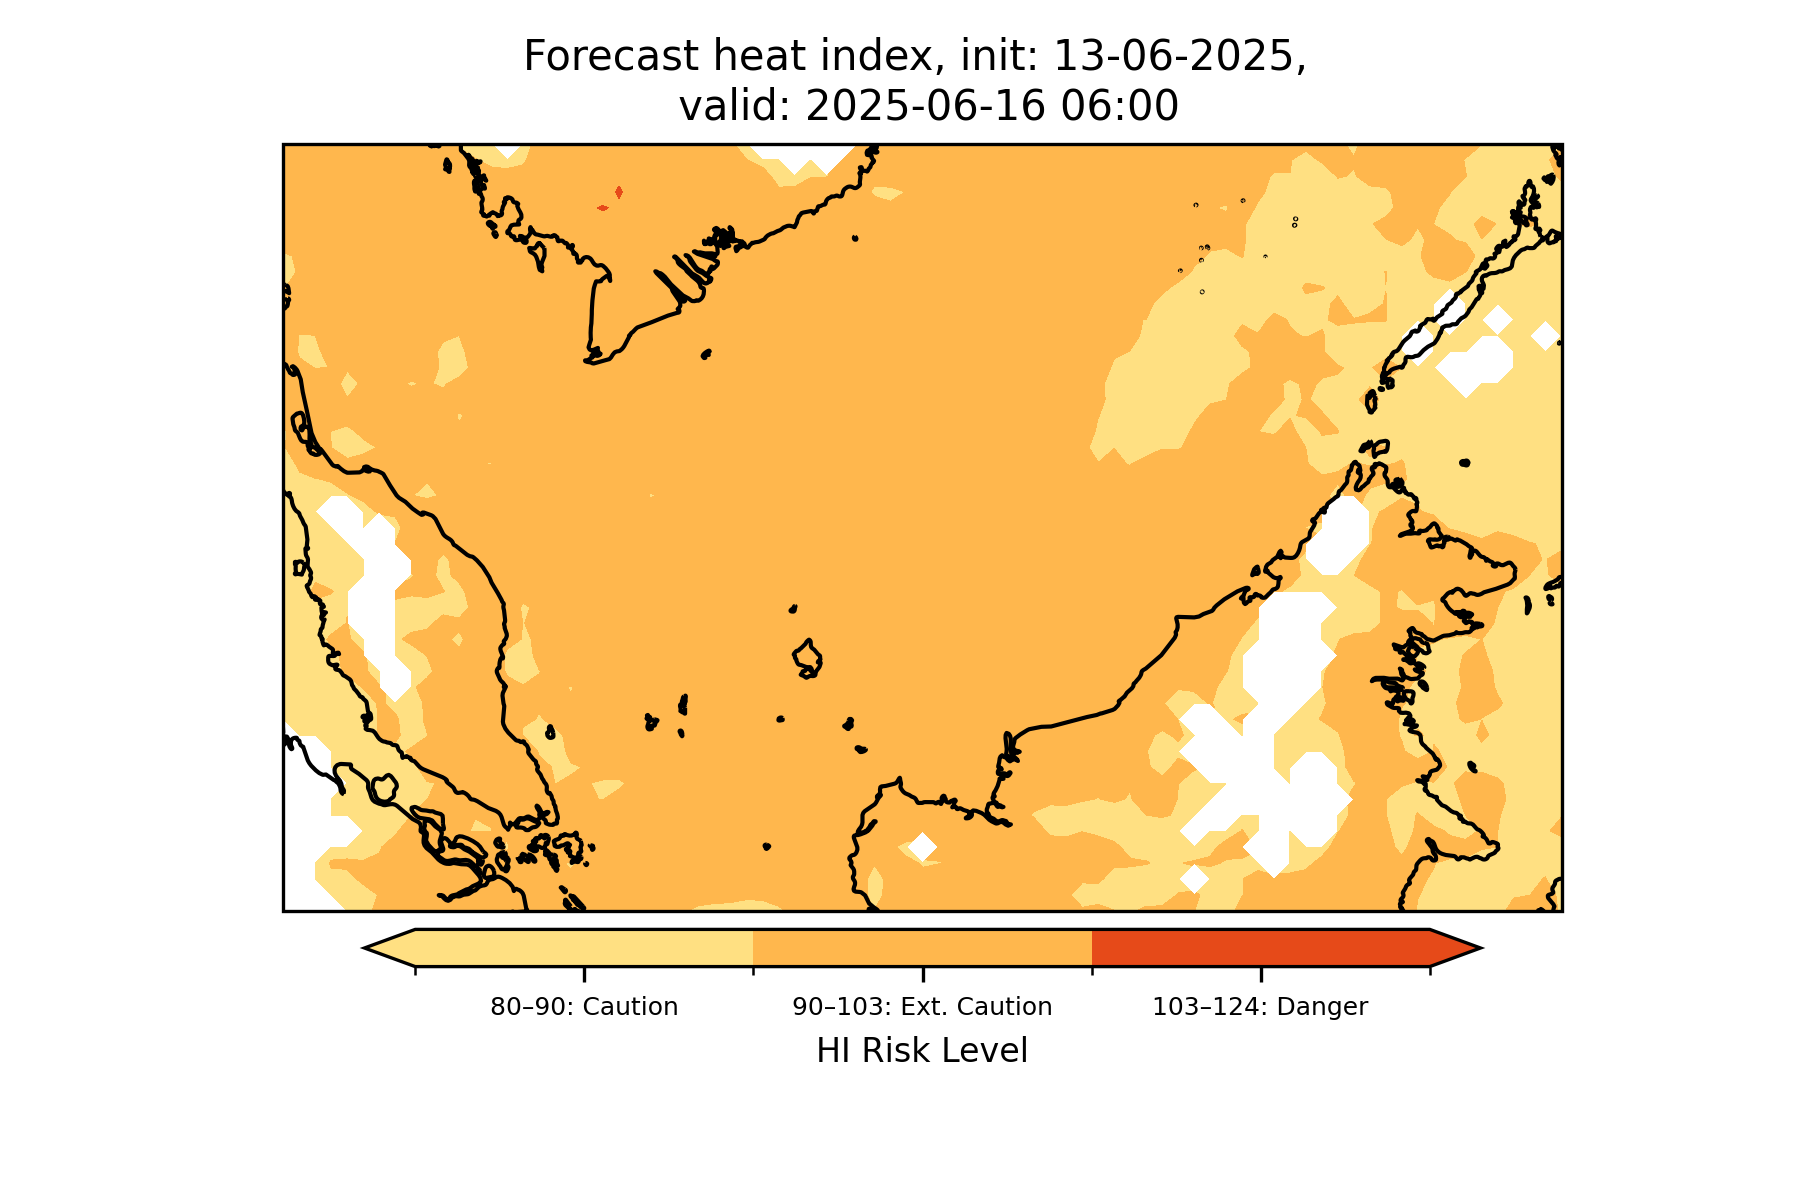 Forecast heat index, init: 13-06-2025,
valid: 2025-06-16 06:00
80–90: Caution
90–103: Ext. Caution
103–124: Danger
HI Risk Level